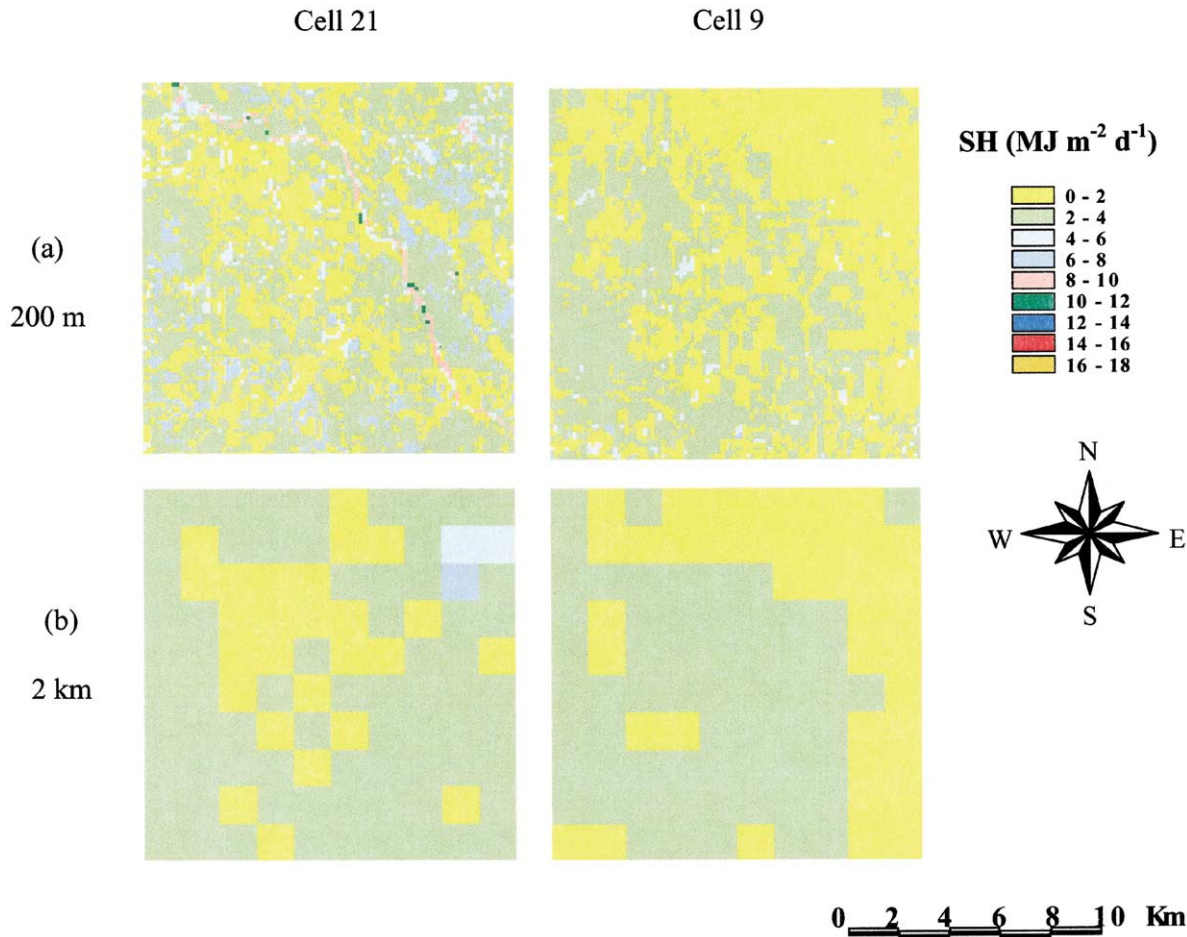 Cell 21
Cell 9
SH (MJ m⁻² d⁻¹)
0 - 2
2 - 4
4 - 6
6 - 8
8 - 10
10 - 12
12 - 14
14 - 16
16 - 18
(a)
200 m
N
W E
S
(b)
2 km
0 2 4 6 8 10 Km